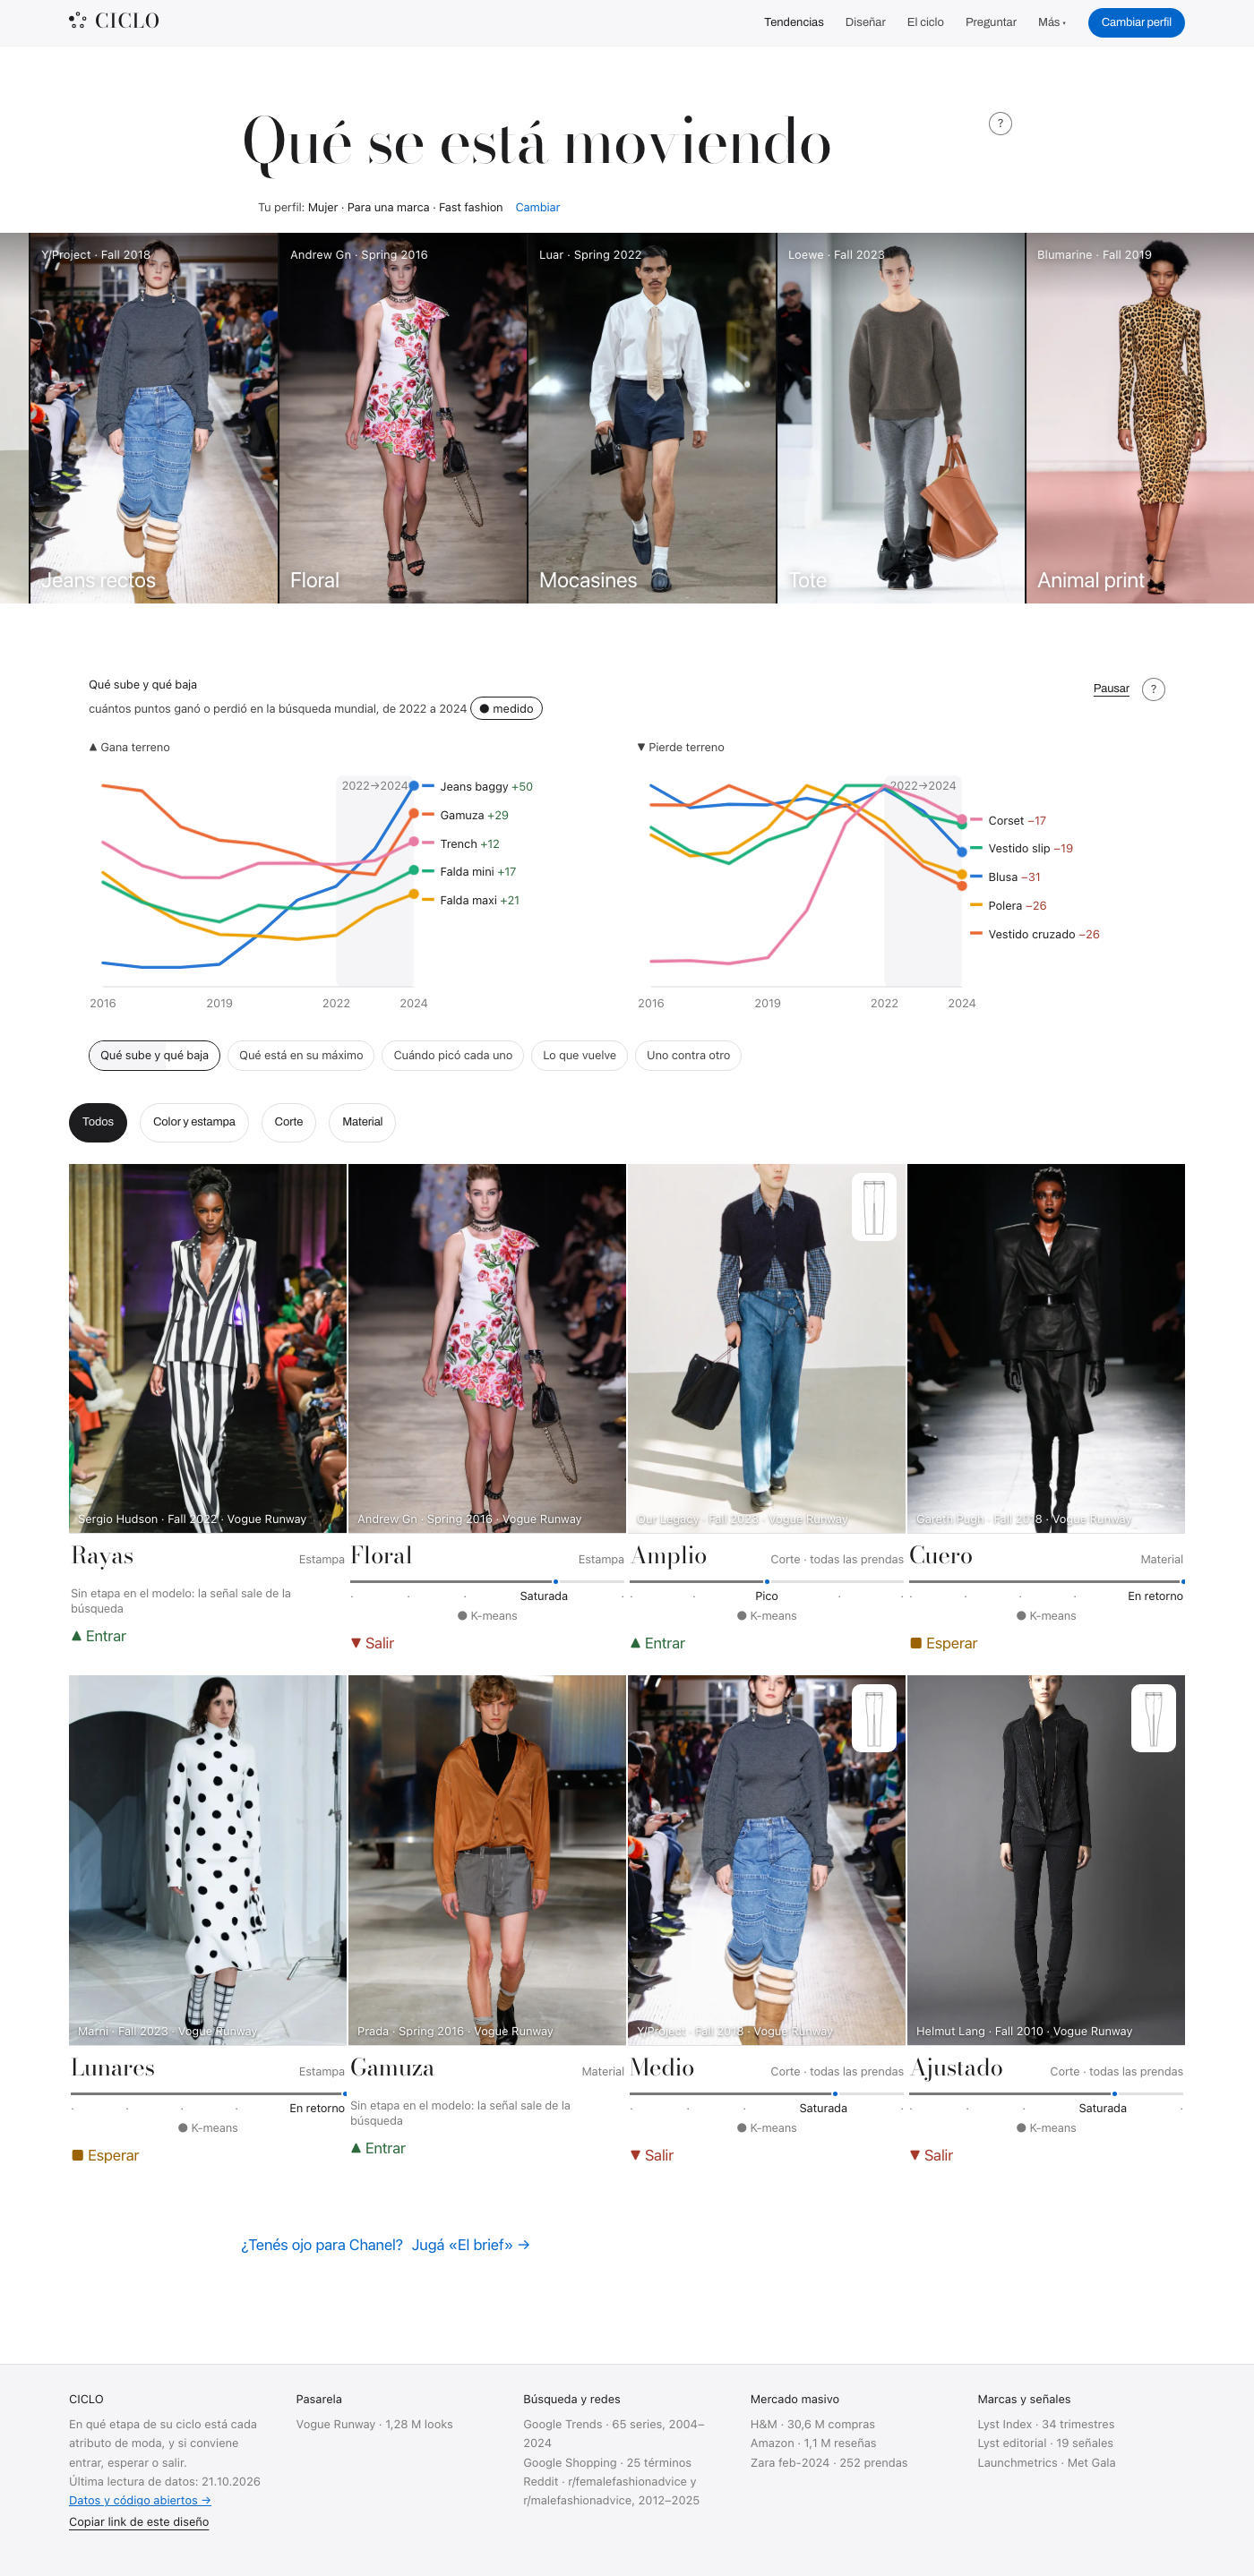 CICLO
Tendencias
Diseñar
El ciclo
Preguntar
Más
Cambiar perfil
Qué se está moviendo
?
Tu perfil: Mujer · Para una marca · Fast fashion Cambiar
Y/Project · Fall 2018
Andrew Gn · Spring 2016
Luar · Spring 2022
Loewe · Fall 2023
Blumarine · Fall 2019
Jeans rectos
Floral
Mocasines
Tote
Animal print
Qué sube y qué baja
Pausar
?
cuántos puntos ganó o perdió en la búsqueda mundial, de 2022 a 2024 ● medido
▲ Gana terreno
▼ Pierde terreno
2022→2024
Jeans baggy +50
Gamuza +29
Trench +12
Falda mini +17
Falda maxi +21
2016
2019
2022
2024
2022→2024
Corset −17
Vestido slip −19
Blusa −31
Polera −26
Vestido cruzado −26
2016
2019
2022
2024
Qué sube y qué baja
Qué está en su máximo
Cuándo picó cada uno
Lo que vuelve
Uno contra otro
Todos
Color y estampa
Corte
Material
Sergio Hudson · Fall 2022 · Vogue Runway
Andrew Gn · Spring 2016 · Vogue Runway
Our Legacy · Fall 2023 · Vogue Runway
Gareth Pugh · Fall 2018 · Vogue Runway
Rayas
Estampa
Sin etapa en el modelo: la señal sale de la
búsqueda
▲ Entrar
Floral
Estampa
Saturada
● K-means
▼ Salir
Amplio
Corte · todas las prendas
Pico
● K-means
▲ Entrar
Cuero
Material
En retorno
● K-means
■ Esperar
Marni · Fall 2023 · Vogue Runway
Prada · Spring 2016 · Vogue Runway
Y/Project · Fall 2018 · Vogue Runway
Helmut Lang · Fall 2010 · Vogue Runway
Lunares
Estampa
En retorno
● K-means
■ Esperar
Gamuza
Material
Sin etapa en el modelo: la señal sale de la
búsqueda
▲ Entrar
Medio
Corte · todas las prendas
Saturada
● K-means
▼ Salir
Ajustado
Corte · todas las prendas
Saturada
● K-means
▼ Salir
¿Tenés ojo para Chanel? Jugá «El brief» →
CICLO
En qué etapa de su ciclo está cada
atributo de moda, y si conviene
entrar, esperar o salir.
Última lectura de datos: 21.10.2026
Datos y código abiertos →
Copiar link de este diseño
Pasarela
Vogue Runway · 1,28 M looks
Búsqueda y redes
Google Trends · 65 series, 2004–
2024
Google Shopping · 25 términos
Reddit · r/femalefashionadvice y
r/malefashionadvice, 2012–2025
Mercado masivo
H&M · 30,6 M compras
Amazon · 1,1 M reseñas
Zara feb-2024 · 252 prendas
Marcas y señales
Lyst Index · 34 trimestres
Lyst editorial · 19 señales
Launchmetrics · Met Gala